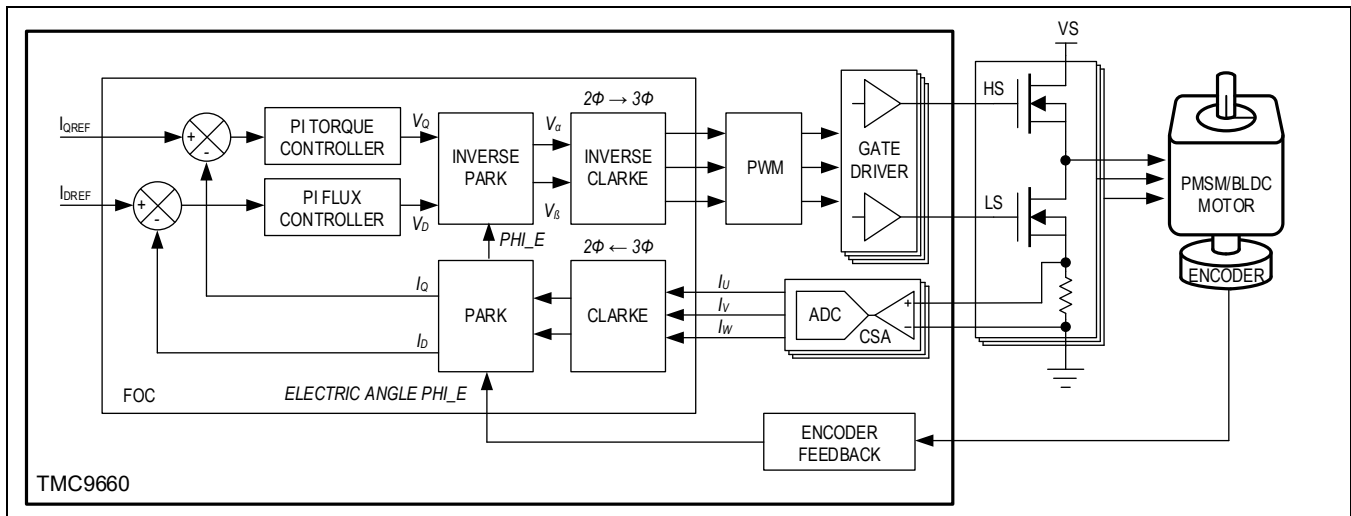 VS
HS
2Φ → 3Φ
I_QREF
PI TORQUE
CONTROLLER
V_Q
INVERSE
PARK
V_α
INVERSE
CLARKE
PWM
GATE
DRIVER
+
-
I_DREF
+
-
PI FLUX
CONTROLLER
V_D
V_ß
LS
PMSM/BLDC
MOTOR
PHI_E
2Φ ← 3Φ
ENCODER
I_Q
PARK
CLARKE
I_U
I_V
I_W
ADC
+
−
CSA
I_D
FOC
ELECTRIC ANGLE PHI_E
ENCODER
FEEDBACK
TMC9660